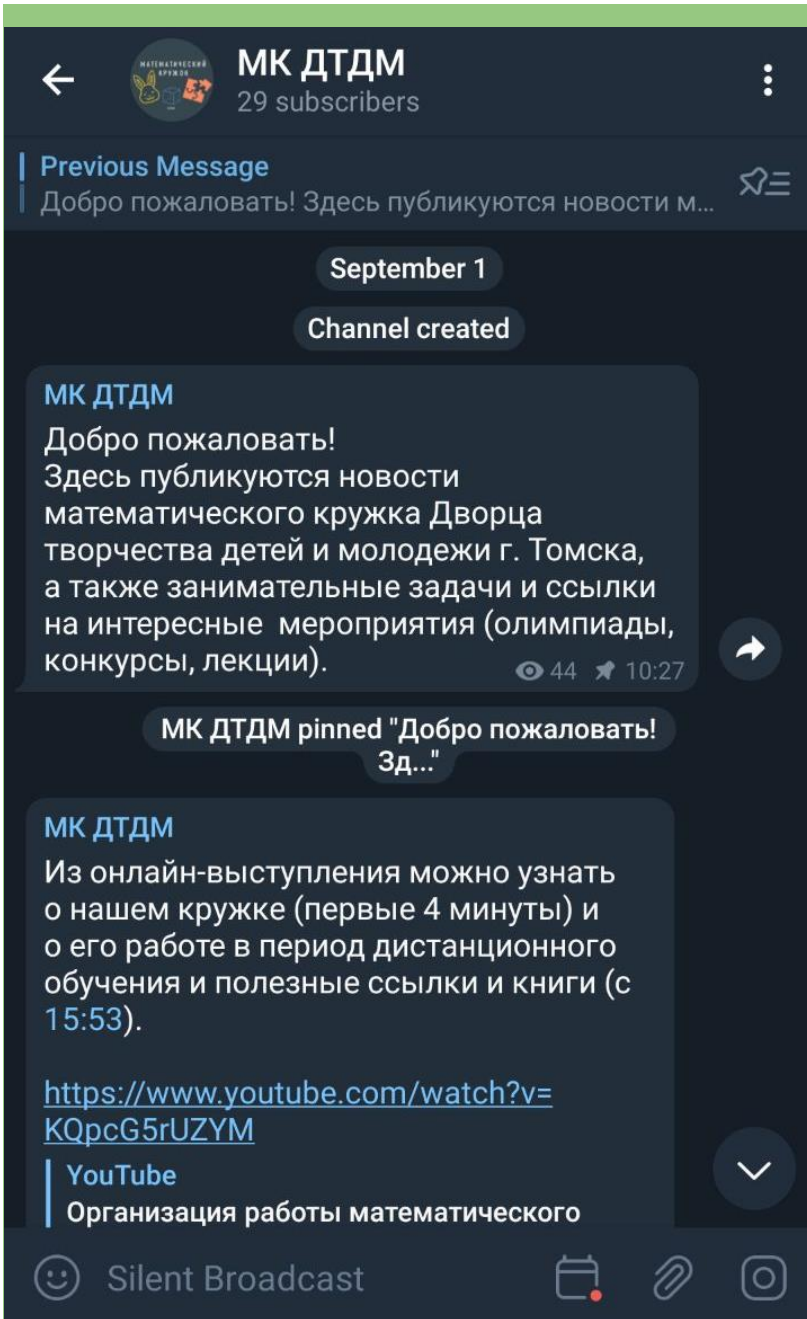 МАТЕМАТИЧЕСКИЙ
КРУЖОК
МК ДТДМ
29 subscribers
Previous Message
Добро пожаловать! Здесь публикуются новости м...
September 1
Channel created
МК ДТДМ
Добро пожаловать!
Здесь публикуются новости
математического кружка Дворца
творчества детей и молодежи г. Томска,
а также занимательные задачи и ссылки
на интересные  мероприятия (олимпиады,
конкурсы, лекции).
44 10:27
МК ДТДМ pinned "Добро пожаловать!
Зд..."
МК ДТДМ
Из онлайн-выступления можно узнать
о нашем кружке (первые 4 минуты) и
о его работе в период дистанционного
обучения и полезные ссылки и книги (с
15:53).
https://www.youtube.com/watch?v=
KQpcG5rUZYM
YouTube
Организация работы математического
Silent Broadcast